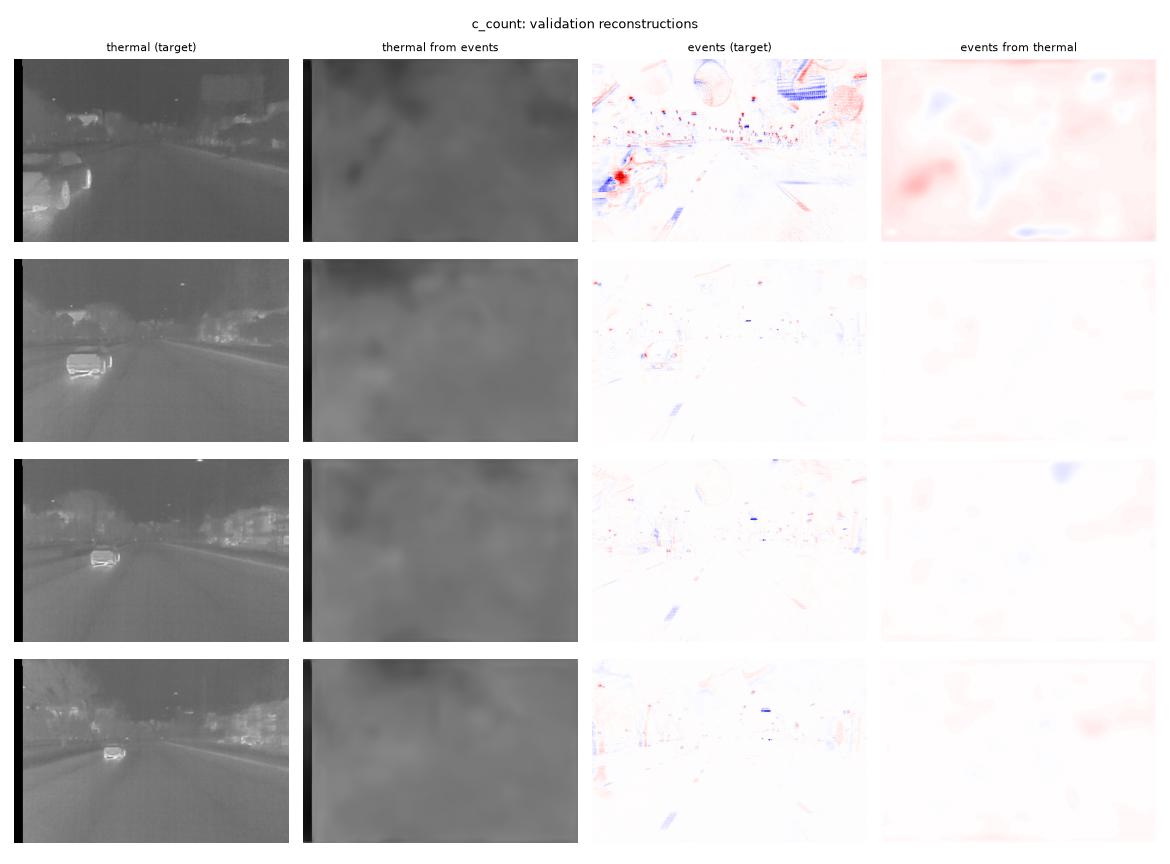 c_count: validation reconstructions
thermal (target)
thermal from events
events (target)
events from thermal